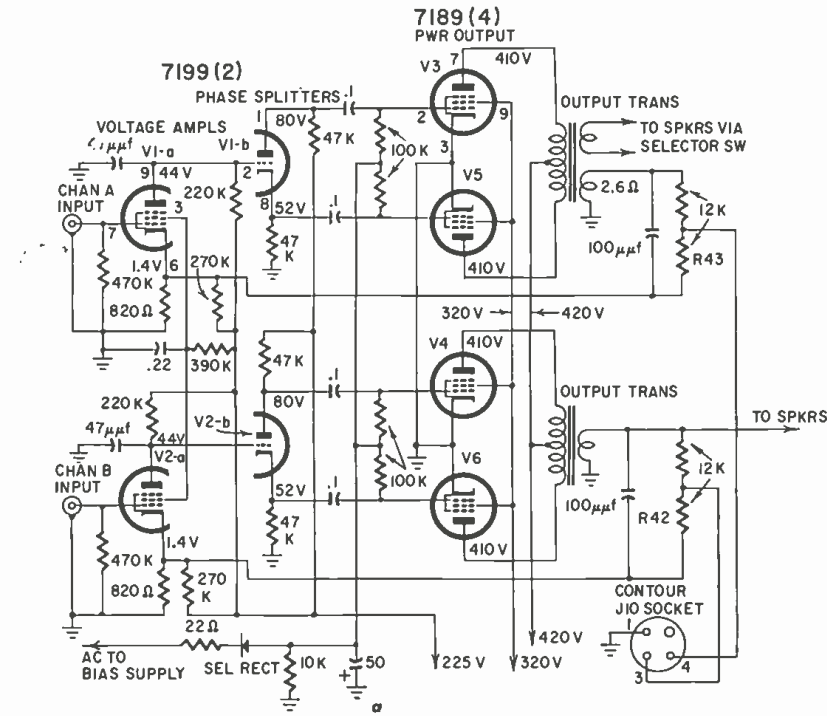 7189 (4)
PWR OUTPUT
7199 (2)
PHASE SPLITTERS
.1
V3
7
410V
1
80V
2
9
3
47K
100K
OUTPUT TRANS
TO SPKRS VIA
SELECTOR SW
VOLTAGE AMPLS
μμf
V1-a
V1-b
9
44V
2
8
CHAN A
INPUT
3
7
220K
52V
.1
V5
2.6Ω
12K
47
K
100μμf
R43
1.4V
6
270K
410V
470K
820Ω
.22
390K
320V
420V
47K
.1
V4
410V
80V
220K
V2-b
OUTPUT TRANS
TO SPKRS
47μμf
44V
V2-a
CHAN B
INPUT
52V
.1
100K
V6
12K
47
K
100μμf
R42
1.4V
410V
470K
820Ω
270
K
CONTOUR
J10 SOCKET
1
22Ω
420V
AC TO
BIAS SUPPLY
SEL RECT
10K
50
+
225V
320V
3
4
a